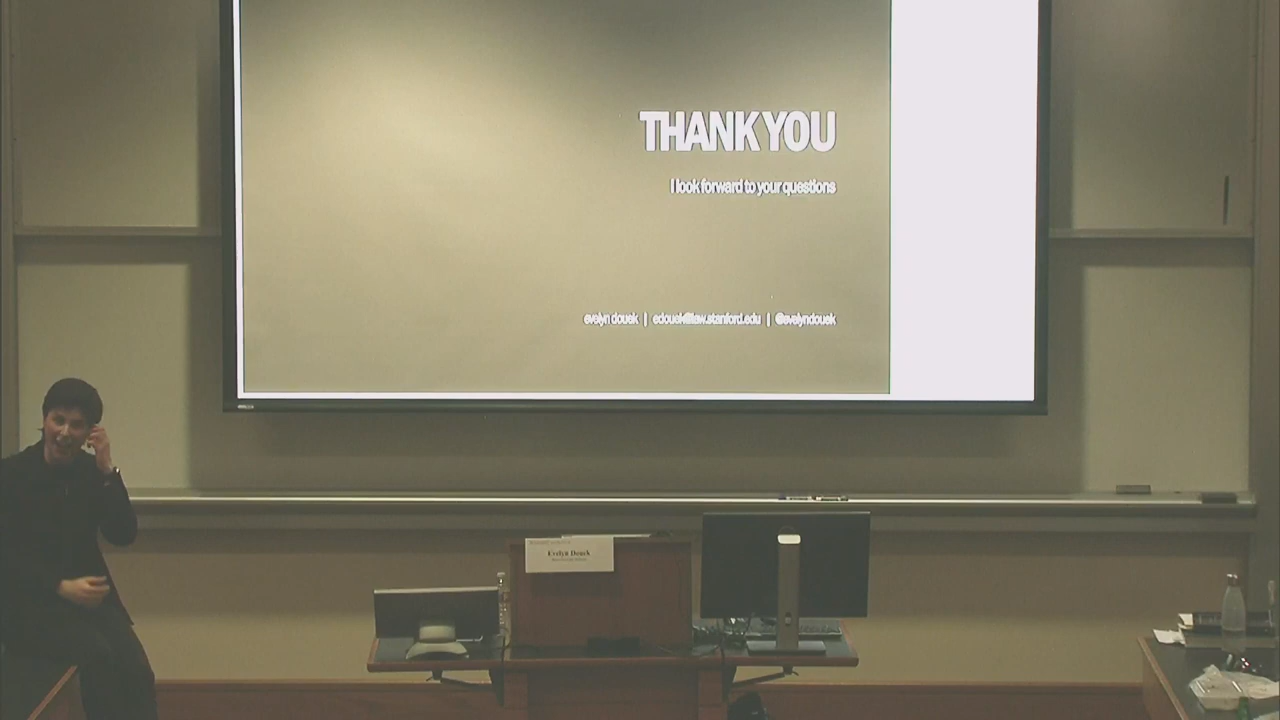 THANK YOU
I look forward to your questions
evelyn douek | edouek@law.stanford.edu | @evelyndouek
Evelyn Douek